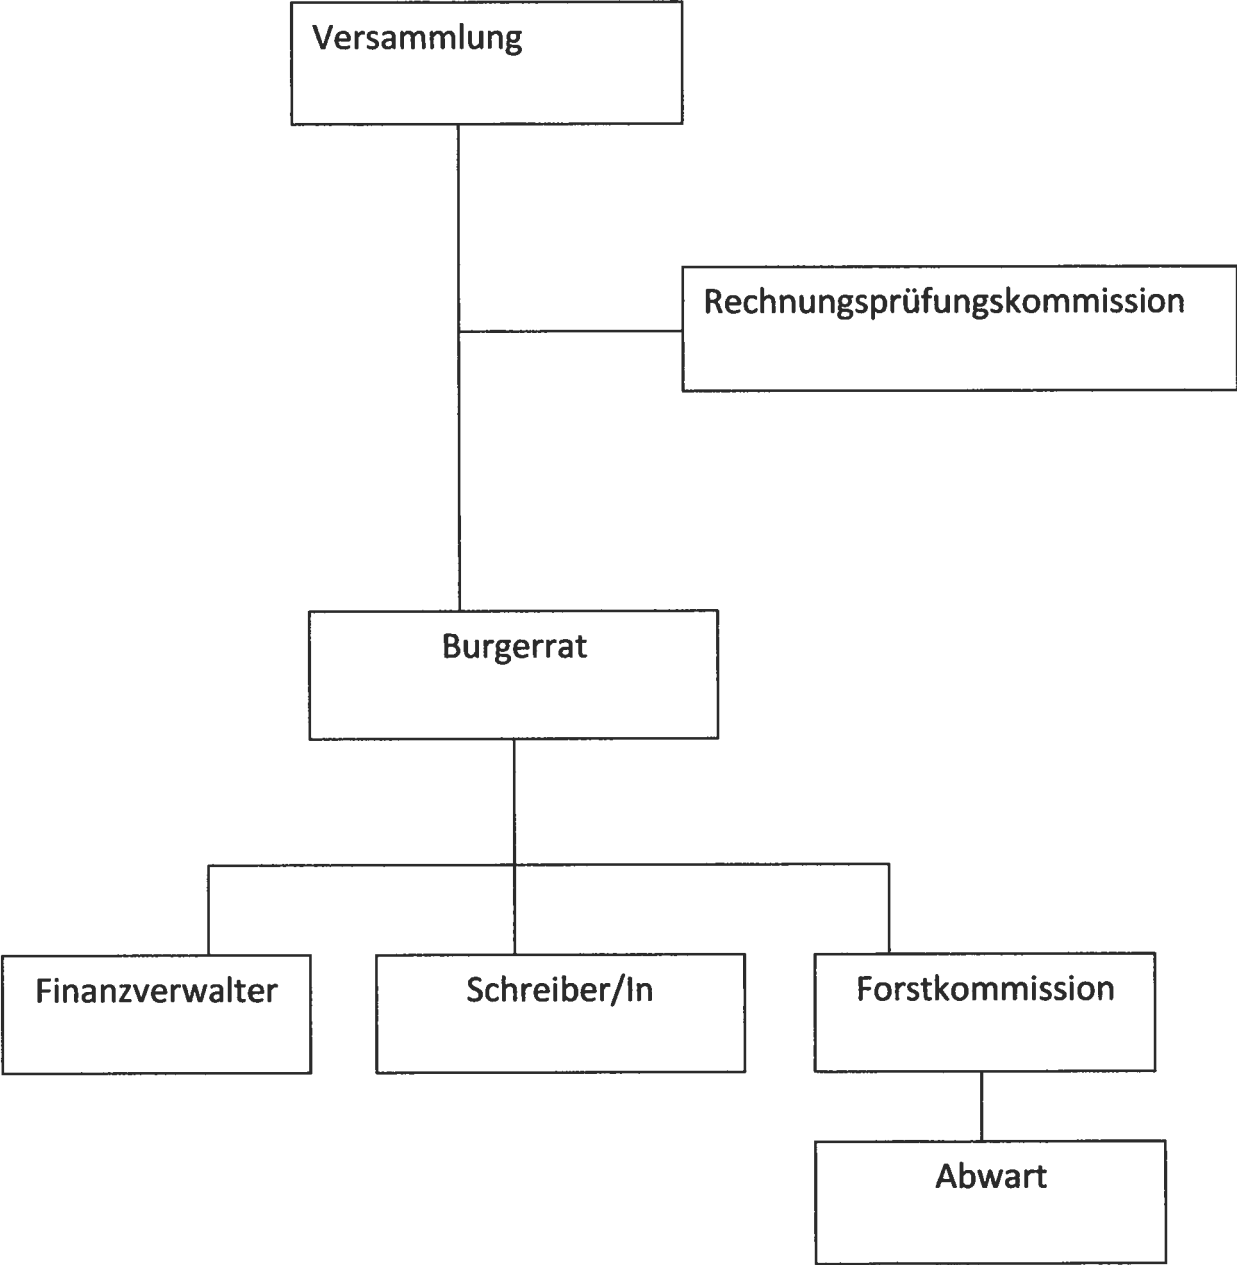 Versammlung
Rechnungsprüfungskommission
Burgerrat
Finanzverwalter
Schreiber/In
Forstkommission
Abwart